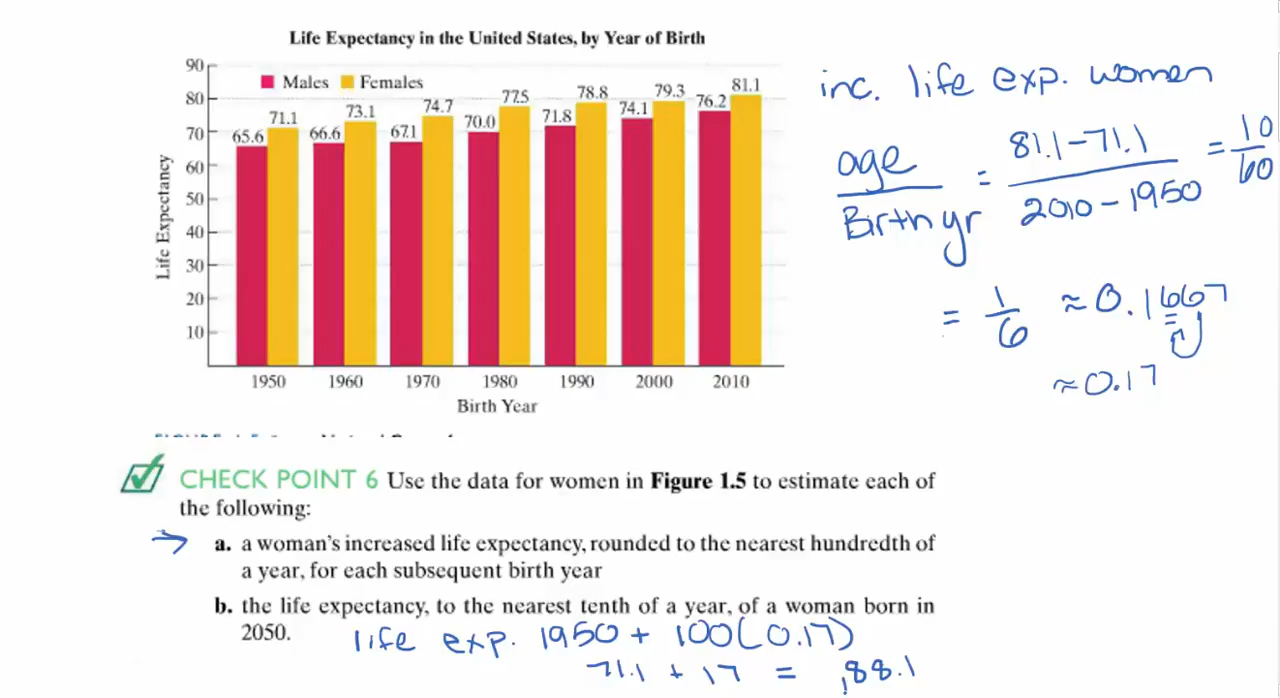 Life Expectancy in the United States, by Year of Birth
Males Females
90
80
70
60
50
40
30
20
10
Life Expectancy
65.6 71.1 66.6 73.1 67.1 74.7 70.0 77.5 71.8 78.8 74.1 79.3 76.2 81.1
1950 1960 1970 1980 1990 2000 2010
Birth Year
inc. life exp. women
age / Birth yr = 81.1-71.1 / 2010-1950 = 10/60
= 1/6 ≈ 0.1667
≈ 0.17
CHECK POINT 6 Use the data for women in Figure 1.5 to estimate each of
the following:
→ a. a woman's increased life expectancy, rounded to the nearest hundredth of
a year, for each subsequent birth year
b. the life expectancy, to the nearest tenth of a year, of a woman born in
2050.
life exp. 1950 + 100(0.17)
71.1 + 17 = 88.1